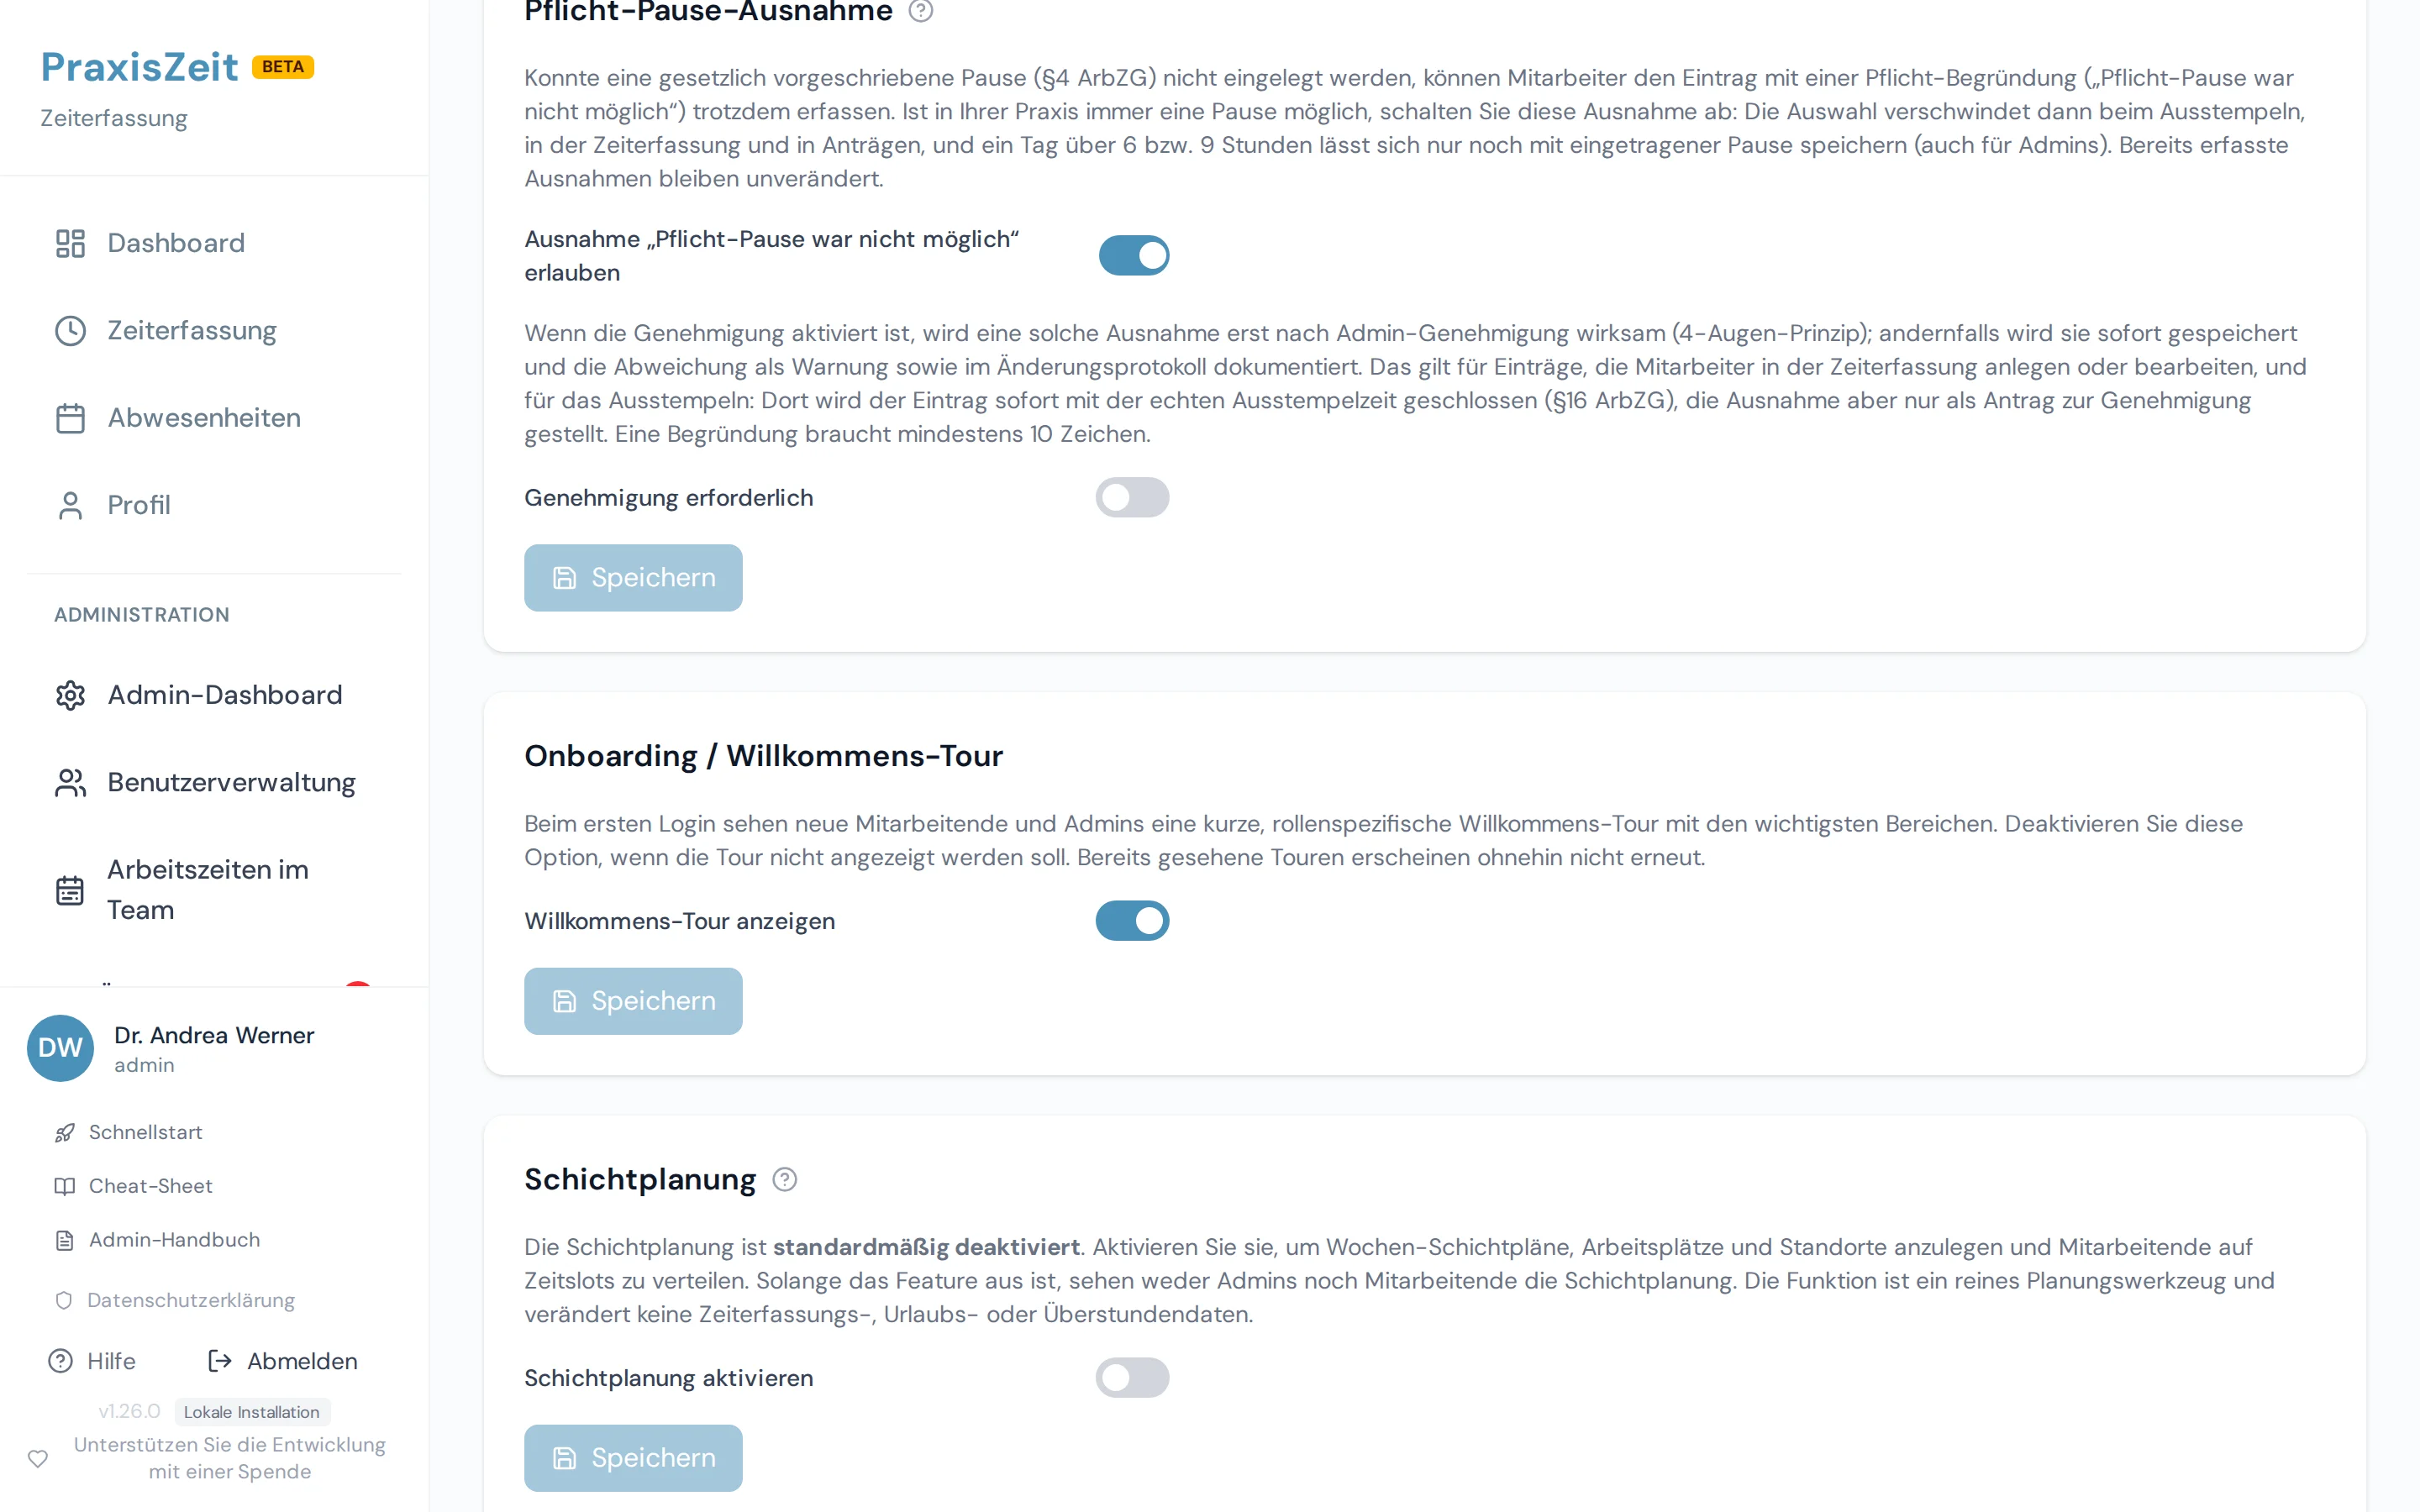 PraxisZeit BETA
Zeiterfassung
Dashboard
Zeiterfassung
Abwesenheiten
Profil
ADMINISTRATION
Admin-Dashboard
Benutzerverwaltung
Arbeitszeiten im
Team
DW
Dr. Andrea Werner
admin
Schnellstart
Cheat-Sheet
Admin-Handbuch
Datenschutzerklärung
Hilfe
Abmelden
v1.26.0 Lokale Installation
Unterstützen Sie die Entwicklung
mit einer Spende
Pflicht-Pause-Ausnahme
Konnte eine gesetzlich vorgeschriebene Pause (§4 ArbZG) nicht eingelegt werden, können Mitarbeiter den Eintrag mit einer Pflicht-Begründung („Pflicht-Pause war
nicht möglich“) trotzdem erfassen. Ist in Ihrer Praxis immer eine Pause möglich, schalten Sie diese Ausnahme ab: Die Auswahl verschwindet dann beim Ausstempeln,
in der Zeiterfassung und in Anträgen, und ein Tag über 6 bzw. 9 Stunden lässt sich nur noch mit eingetragener Pause speichern (auch für Admins). Bereits erfasste
Ausnahmen bleiben unverändert.
Ausnahme „Pflicht-Pause war nicht möglich“
erlauben
Wenn die Genehmigung aktiviert ist, wird eine solche Ausnahme erst nach Admin-Genehmigung wirksam (4-Augen-Prinzip); andernfalls wird sie sofort gespeichert
und die Abweichung als Warnung sowie im Änderungsprotokoll dokumentiert. Das gilt für Einträge, die Mitarbeiter in der Zeiterfassung anlegen oder bearbeiten, und
für das Ausstempeln: Dort wird der Eintrag sofort mit der echten Ausstempelzeit geschlossen (§16 ArbZG), die Ausnahme aber nur als Antrag zur Genehmigung
gestellt. Eine Begründung braucht mindestens 10 Zeichen.
Genehmigung erforderlich
Speichern
Onboarding / Willkommens-Tour
Beim ersten Login sehen neue Mitarbeitende und Admins eine kurze, rollenspezifische Willkommens-Tour mit den wichtigsten Bereichen. Deaktivieren Sie diese
Option, wenn die Tour nicht angezeigt werden soll. Bereits gesehene Touren erscheinen ohnehin nicht erneut.
Willkommens-Tour anzeigen
Speichern
Schichtplanung
Die Schichtplanung ist standardmäßig deaktiviert. Aktivieren Sie sie, um Wochen-Schichtpläne, Arbeitsplätze und Standorte anzulegen und Mitarbeitende auf
Zeitslots zu verteilen. Solange das Feature aus ist, sehen weder Admins noch Mitarbeitende die Schichtplanung. Die Funktion ist ein reines Planungswerkzeug und
verändert keine Zeiterfassungs-, Urlaubs- oder Überstundendaten.
Schichtplanung aktivieren
Speichern